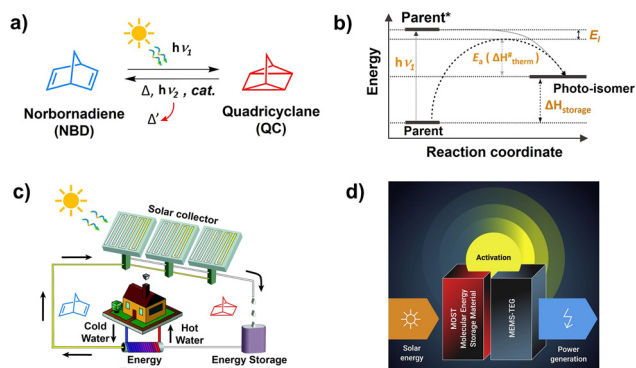 a)
hν₁
Δ, hν₂ , cat.
Δ'
Norbornadiene
(NBD)
Quadricyclane
(QC)
b)
Energy
Parent*
hν₁
Eₐ ( ΔH#therm )
Eₗ
Photo-isomer
ΔHstorage
Parent
Reaction coordinate
c)
Solar collector
Cold
Water
Hot
Water
Energy
Energy Storage
d)
Activation
Solar
energy
MOST
Molecular Energy
Storage Material
MEMS-TEG
Power
generation